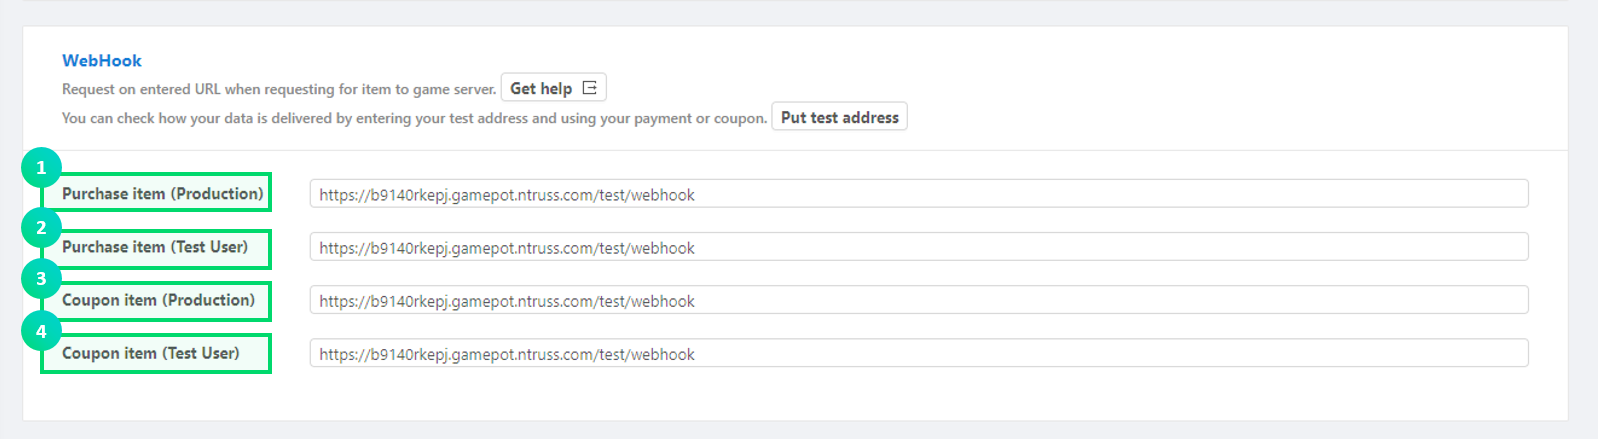 WebHook
Request on entered URL when requesting for item to game server. Get help
You can check how your data is delivered by entering your test address and using your payment or coupon. Put test address
1
Purchase item (Production) https://b9140rkepj.gamepot.ntruss.com/test/webhook
2
Purchase item (Test User) https://b9140rkepj.gamepot.ntruss.com/test/webhook
3
Coupon item (Production) https://b9140rkepj.gamepot.ntruss.com/test/webhook
4
Coupon item (Test User) https://b9140rkepj.gamepot.ntruss.com/test/webhook